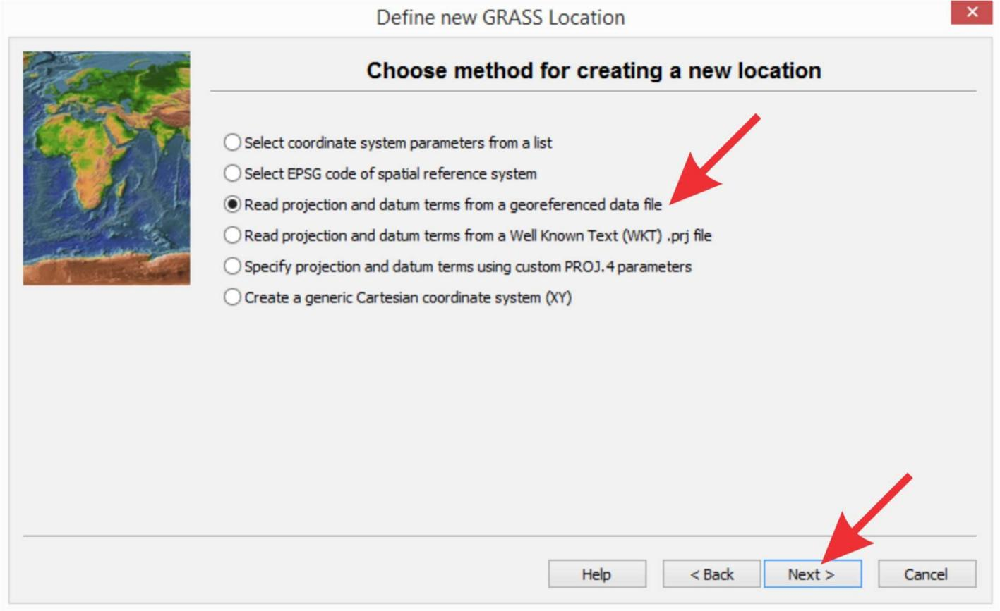 Define new GRASS Location
Choose method for creating a new location
Select coordinate system parameters from a list
Select EPSG code of spatial reference system
Read projection and datum terms from a georeferenced data file
Read projection and datum terms from a Well Known Text (WKT) .prj file
Specify projection and datum terms using custom PROJ.4 parameters
Create a generic Cartesian coordinate system (XY)
Help
< Back
Next >
Cancel